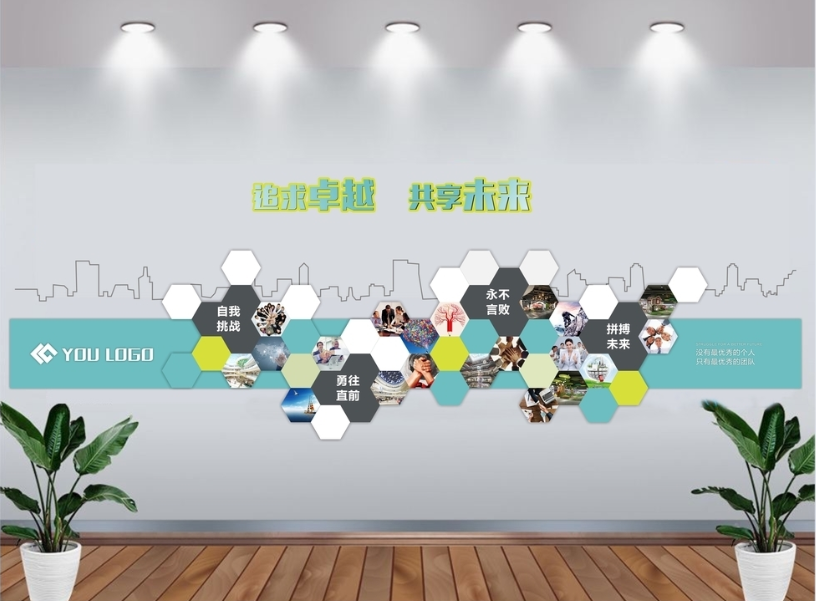 追求卓越 共享未来
自我
挑战
永不
言败
拼搏
未来
YOU LOGO
勇往
直前
没有最优秀的个人
只有最优秀的团队